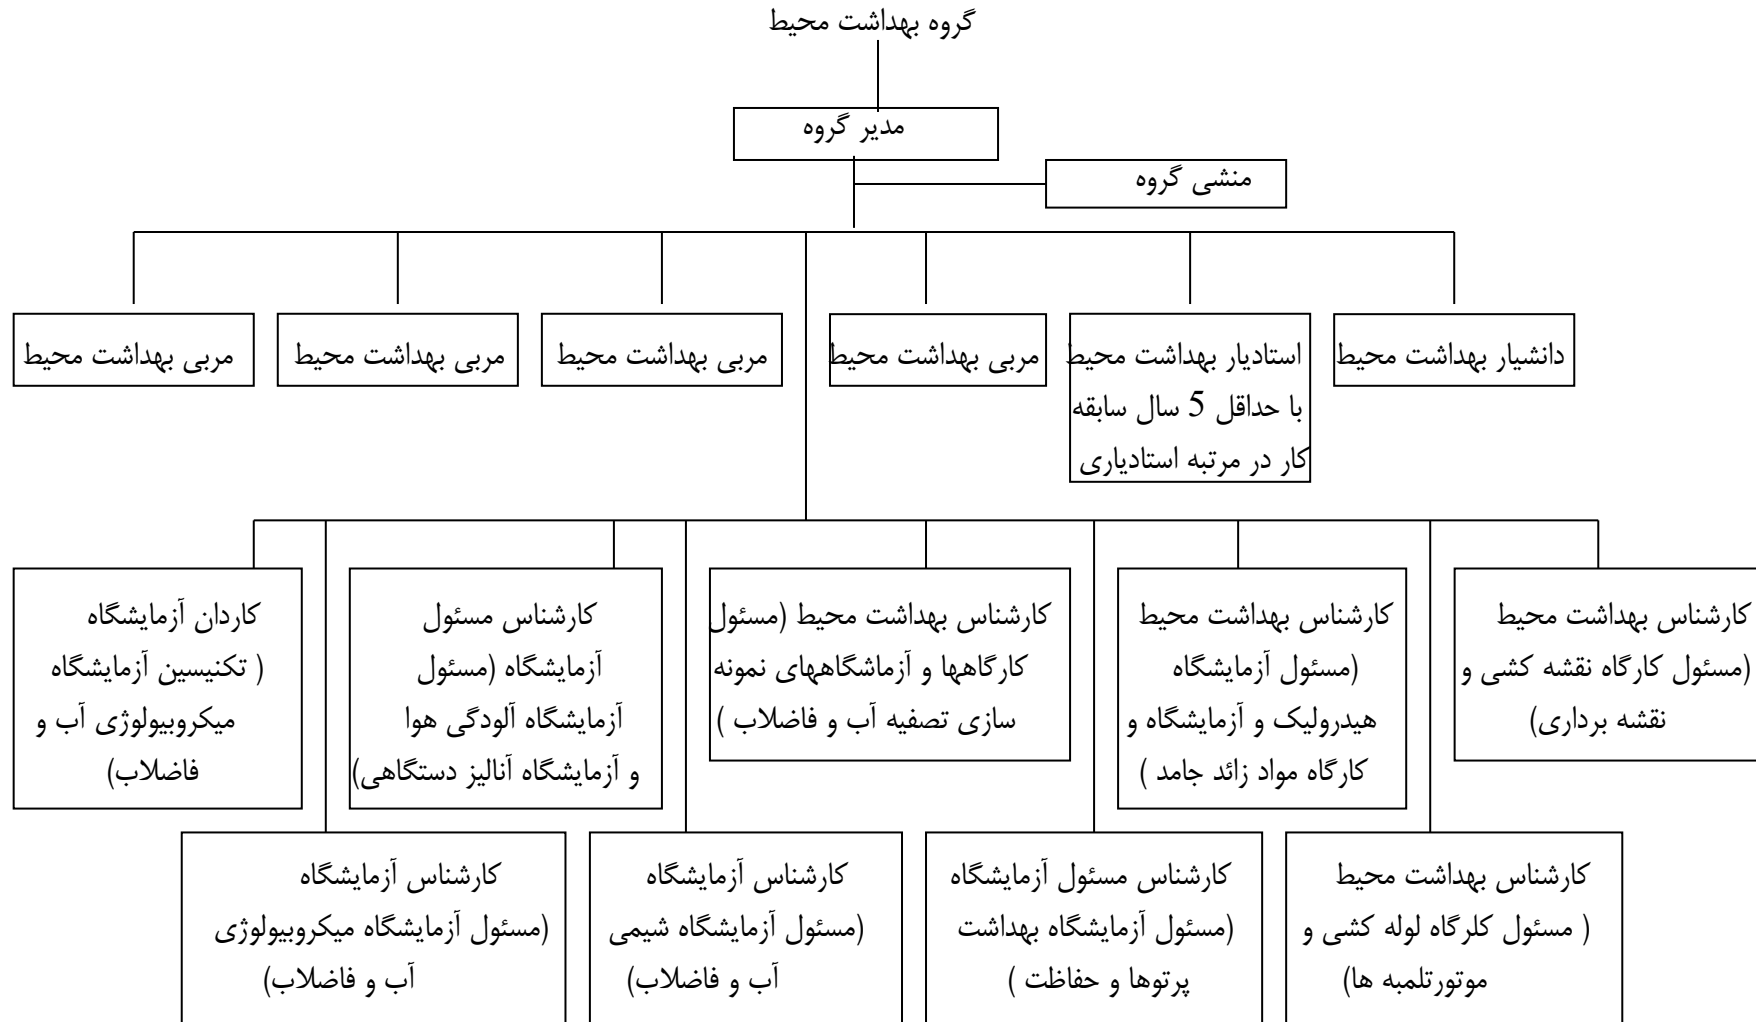 گروه بهداشت محیط
مدیر گروه
منشی گروه
دانشیار بهداشت محیط
استادیار بهداشت محیط
با حداقل 5 سال سابقه
کار در مرتبه استادیاری
مربی بهداشت محیط
مربی بهداشت محیط
مربی بهداشت محیط
مربی بهداشت محیط
کارشناس بهداشت محیط
(مسئول کارگاه نقشه کشی و
نقشه برداری)
کارشناس بهداشت محیط
(مسئول آزمایشگاه
هیدرولیک و آزمایشگاه و
کارگاه مواد زائد جامد )
کارشناس بهداشت محیط (مسئول
کارگاهها و آزماشگاههای نمونه
سازی تصفیه آب و فاضلاب )
کارشناس مسئول
آزمایشگاه (مسئول
آزمایشگاه آلودگی هوا
و آزمایشگاه آنالیز دستگاهی)
کاردان آزمایشگاه
( تکنیسین آزمایشگاه
میکروبیولوژی آب و
فاضلاب)
کارشناس بهداشت محیط
( مسئول کلرگاه لوله کشی و
موتورتلمبه ها)
کارشناس مسئول آزمایشگاه
(مسئول آزمایشگاه بهداشت
پرتوها و حفاظت )
کارشناس آزمایشگاه
(مسئول آزمایشگاه شیمی
آب و فاضلاب)
کارشناس آزمایشگاه
(مسئول آزمایشگاه میکروبیولوژی
آب و فاضلاب)